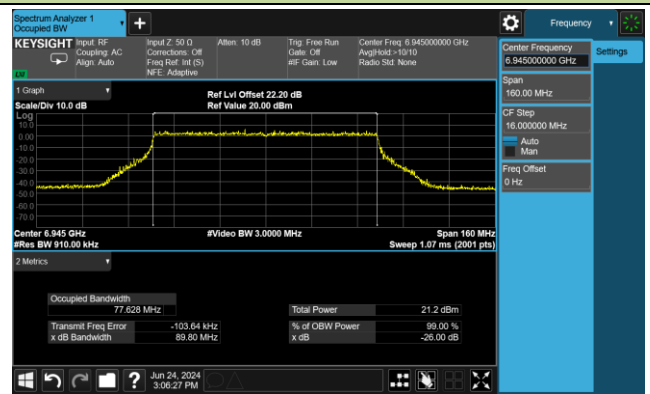 Spectrum Analyzer 1
Occupied BW
Frequency
KEYSIGHT
Input: RF
Coupling: AC
Align: Auto
Input Z: 50 Ω
Corrections: Off
Freq Ref: Int (S)
NFE: Adaptive
Atten: 10 dB
Trig: Free Run
Gate: Off
#IF Gain: Low
Center Freq: 6.945000000 GHz
Avg|Hold:>10/10
Radio Std: None
Center Frequency
6.945000000 GHz
Settings
Span
160.00 MHz
CF Step
16.000000 MHz
Auto
Man
Freq Offset
0 Hz
1 Graph
Scale/Div 10.0 dB
Ref Lvl Offset 22.20 dB
Ref Value 20.00 dBm
Log
10.0
0.00
-10.0
-20.0
-30.0
-40.0
-50.0
-60.0
-70.0
Center 6.945 GHz
#Res BW 910.00 kHz
#Video BW 3.0000 MHz
Span 160 MHz
Sweep 1.07 ms (2001 pts)
2 Metrics
Occupied Bandwidth
77.628 MHz
Total Power 21.2 dBm
Transmit Freq Error -103.64 kHz
% of OBW Power 99.00 %
x dB Bandwidth 89.80 MHz
x dB -26.00 dB
Jun 24, 2024
3:06:27 PM